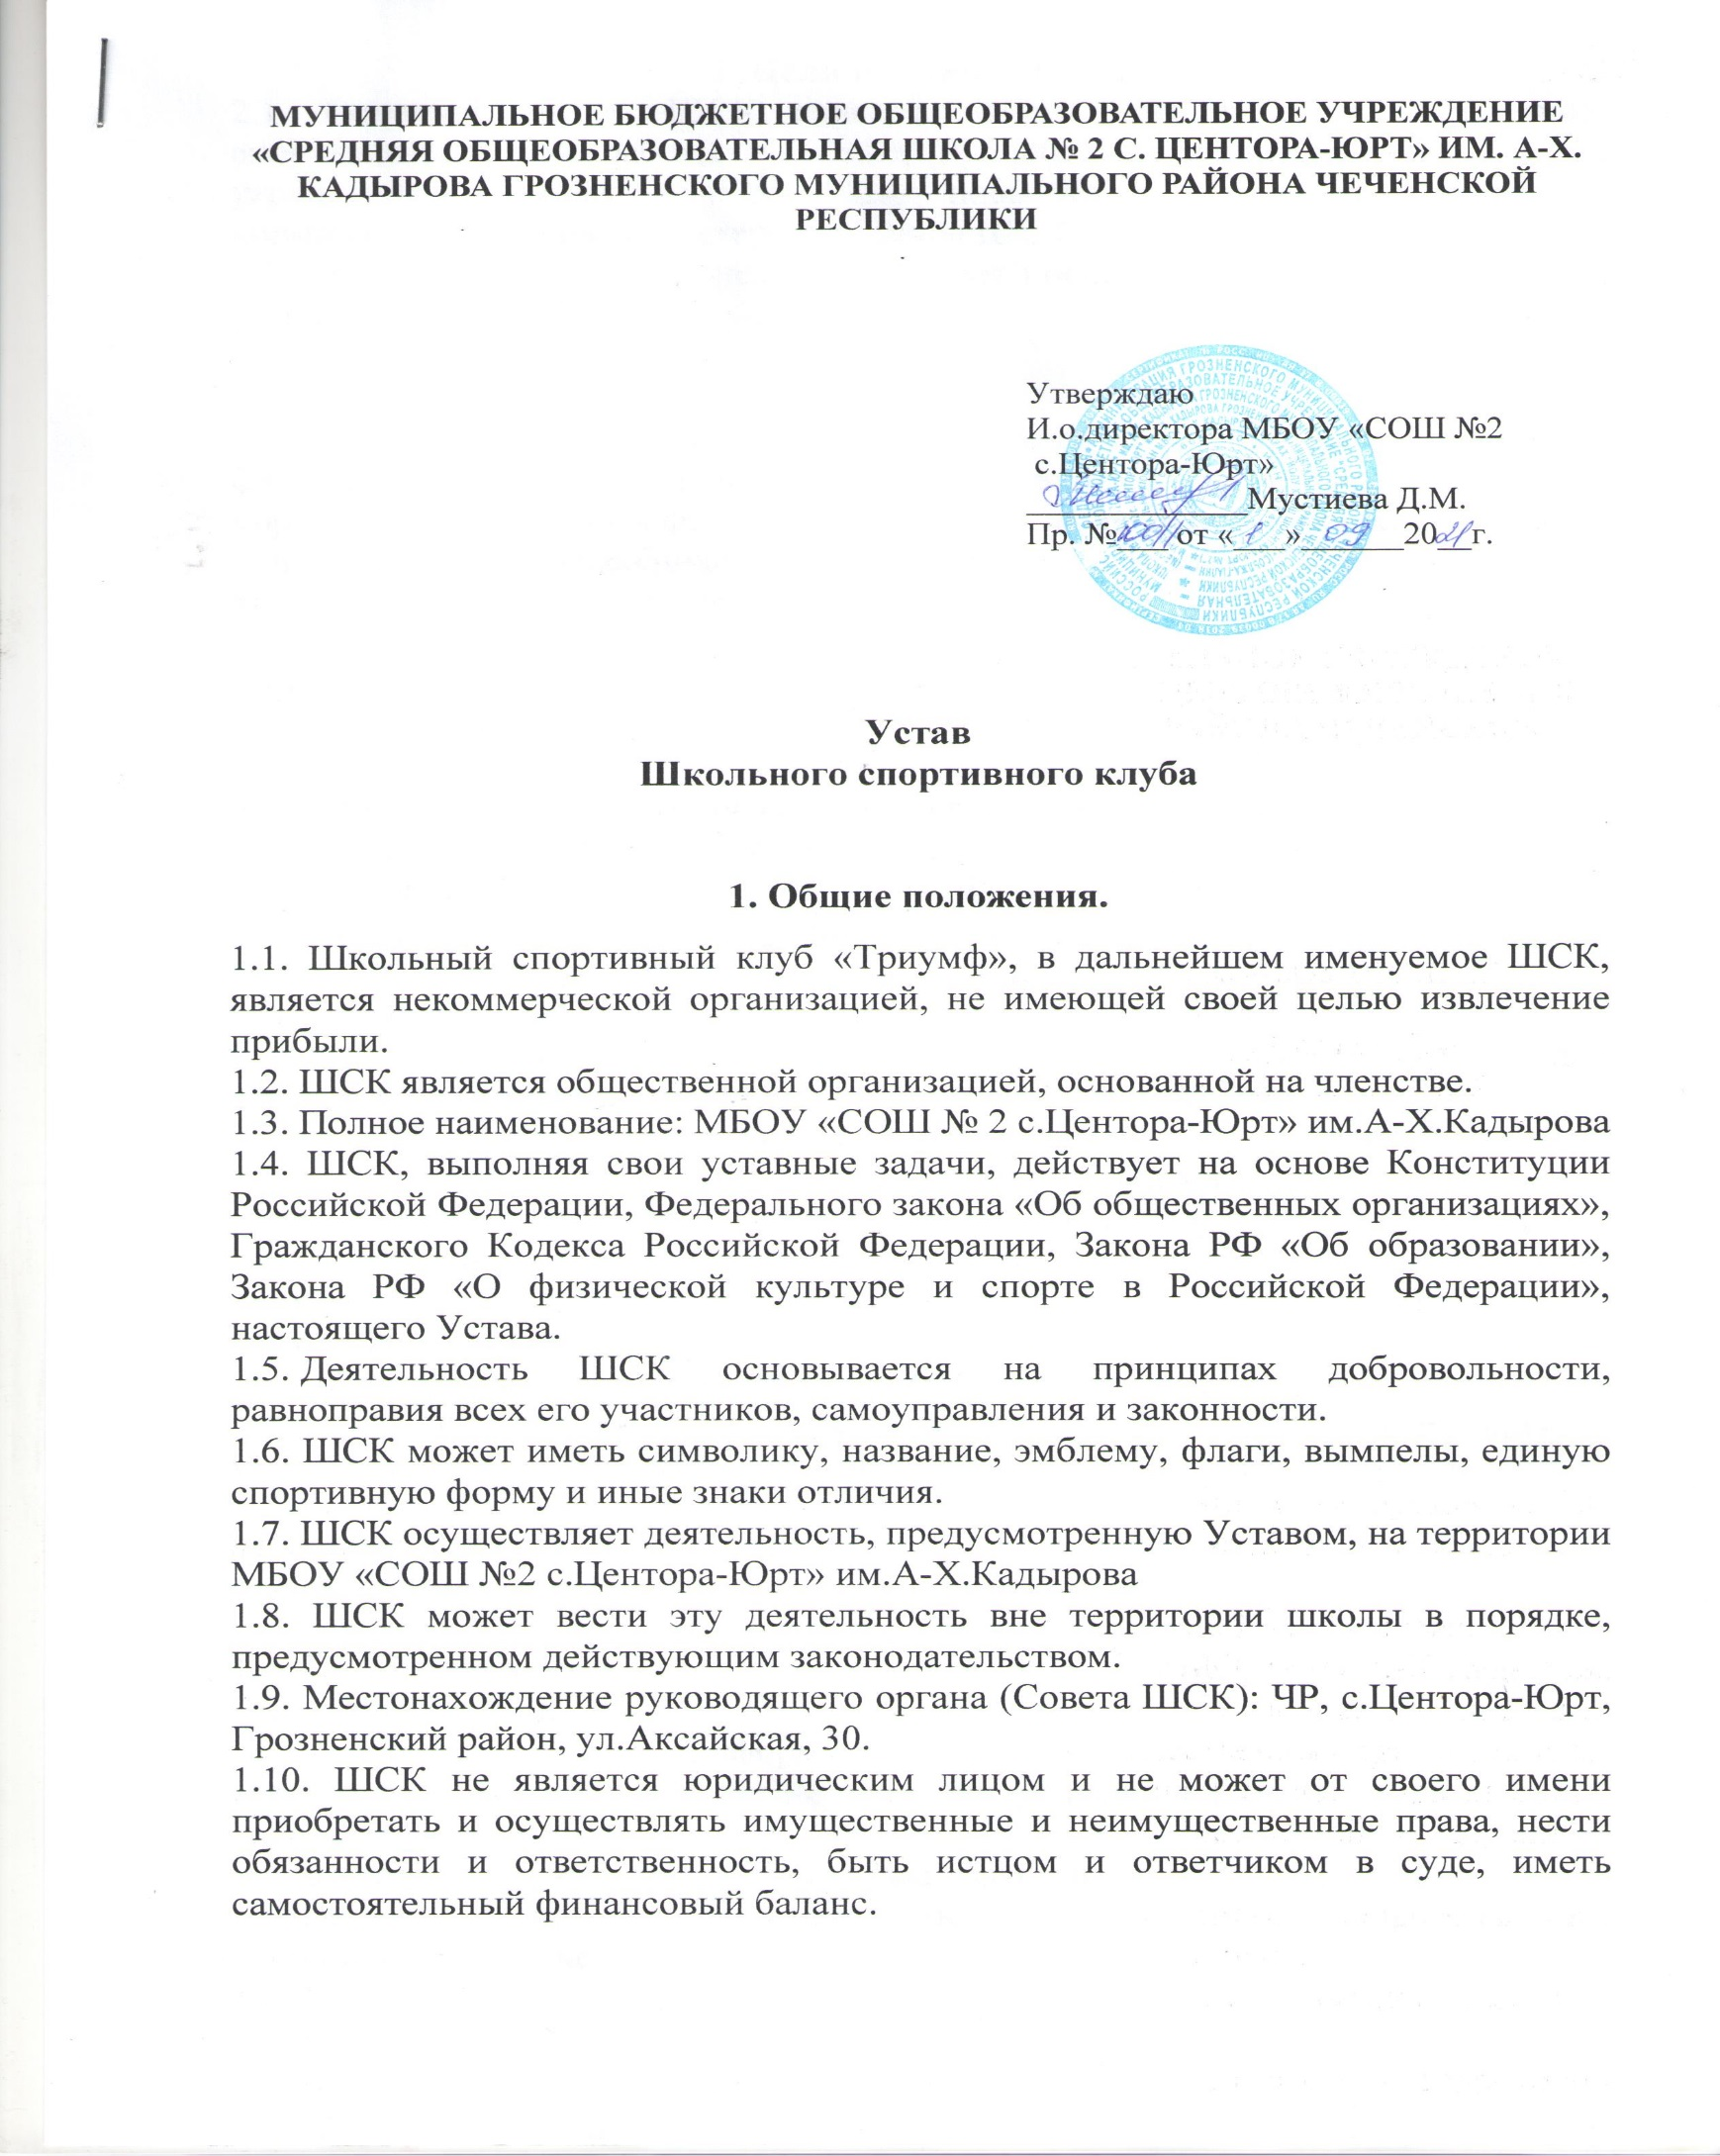 МУНИЦИПАЛЬНОЕ БЮДЖЕТНОЕ ОБЩЕОБРАЗОВАТЕЛЬНОЕ УЧРЕЖДЕНИЕ
«СРЕДНЯЯ ОБЩЕОБРАЗОВАТЕЛЬНАЯ ШКОЛА № 2 С. ЦЕНТОРА-ЮРТ» ИМ. А-Х.
КАДЫРОВА ГРОЗНЕНСКОГО МУНИЦИПАЛЬНОГО РАЙОНА ЧЕЧЕНСКОЙ
РЕСПУБЛИКИ
Утверждаю
И.о.директора МБОУ «СОШ №2
с.Центора-Юрт»
______________Мустиева Д.М.
Пр. №___ от «_1_»__09__2021г.
Устав
Школьного спортивного клуба
1. Общие положения.
1.1. Школьный спортивный клуб «Триумф», в дальнейшем именуемое ШСК,
является некоммерческой организацией, не имеющей своей целью извлечение
прибыли.
1.2. ШСК является общественной организацией, основанной на членстве.
1.3. Полное наименование: МБОУ «СОШ № 2 с.Центора-Юрт» им.А-Х.Кадырова
1.4. ШСК, выполняя свои уставные задачи, действует на основе Конституции
Российской Федерации, Федерального закона «Об общественных организациях»,
Гражданского Кодекса Российской Федерации, Закона РФ «Об образовании»,
Закона РФ «О физической культуре и спорте в Российской Федерации»,
настоящего Устава.
1.5. Деятельность ШСК основывается на принципах добровольности,
равноправия всех его участников, самоуправления и законности.
1.6. ШСК может иметь символику, название, эмблему, флаги, вымпелы, единую
спортивную форму и иные знаки отличия.
1.7. ШСК осуществляет деятельность, предусмотренную Уставом, на территории
МБОУ «СОШ №2 с.Центора-Юрт» им.А-Х.Кадырова
1.8. ШСК может вести эту деятельность вне территории школы в порядке,
предусмотренном действующим законодательством.
1.9. Местонахождение руководящего органа (Совета ШСК): ЧР, с.Центора-Юрт,
Грозненский район, ул.Аксайская, 30.
1.10. ШСК не является юридическим лицом и не может от своего имени
приобретать и осуществлять имущественные и неимущественные права, нести
обязанности и ответственность, быть истцом и ответчиком в суде, иметь
самостоятельный финансовый баланс.